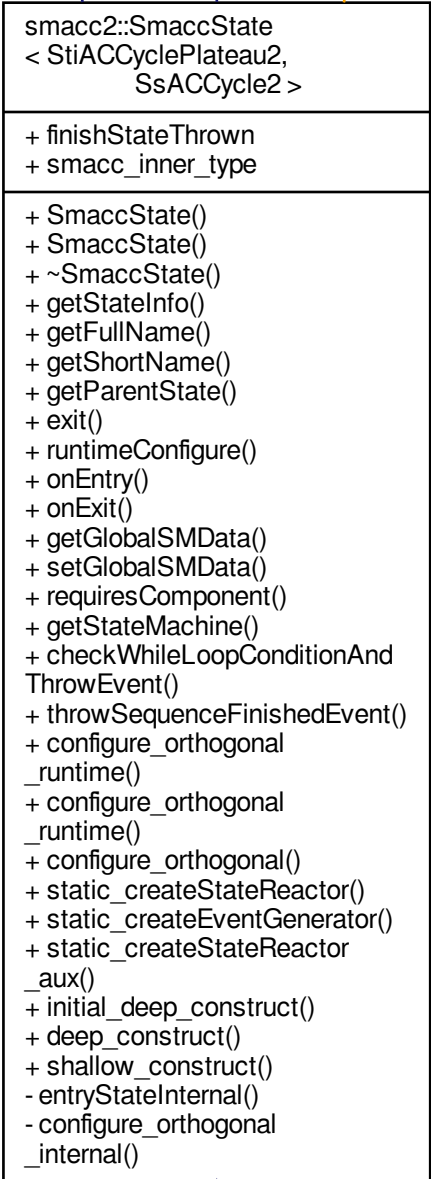 smacc2::SmaccState
< StiACCyclePlateau2,
SsACCycle2 >
+ finishStateThrown
+ smacc_inner_type
+ SmaccState()
+ SmaccState()
+ ~SmaccState()
+ getStateInfo()
+ getFullName()
+ getShortName()
+ getParentState()
+ exit()
+ runtimeConfigure()
+ onEntry()
+ onExit()
+ getGlobalSMData()
+ setGlobalSMData()
+ requiresComponent()
+ getStateMachine()
+ checkWhileLoopConditionAnd
ThrowEvent()
+ throwSequenceFinishedEvent()
+ configure_orthogonal
_runtime()
+ configure_orthogonal
_runtime()
+ configure_orthogonal()
+ static_createStateReactor()
+ static_createEventGenerator()
+ static_createStateReactor
_aux()
+ initial_deep_construct()
+ deep_construct()
+ shallow_construct()
- entryStateInternal()
- configure_orthogonal
_internal()